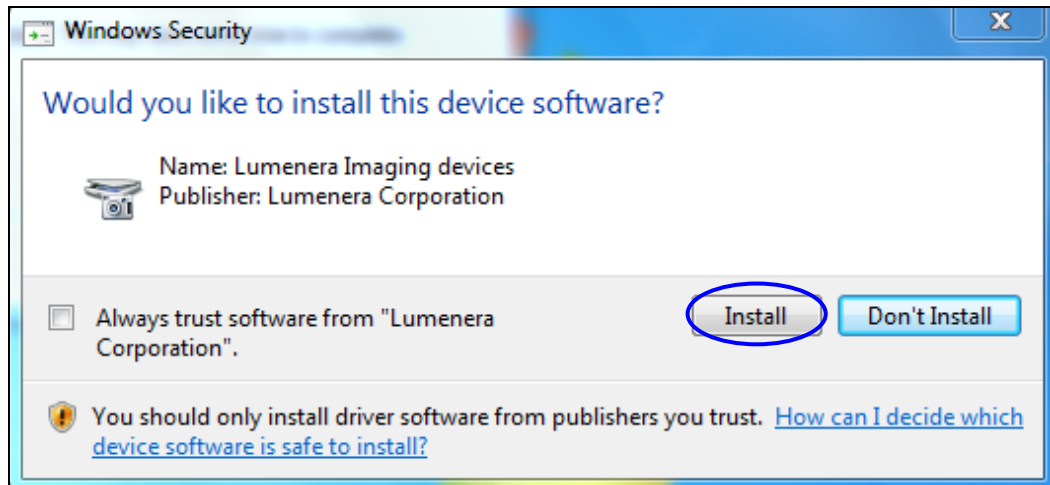 Windows Security
Would you like to install this device software?
Name: Lumenera Imaging devices
Publisher: Lumenera Corporation
Always trust software from "Lumenera
Corporation".
Install
Don't Install
You should only install driver software from publishers you trust. How can I decide which
device software is safe to install?